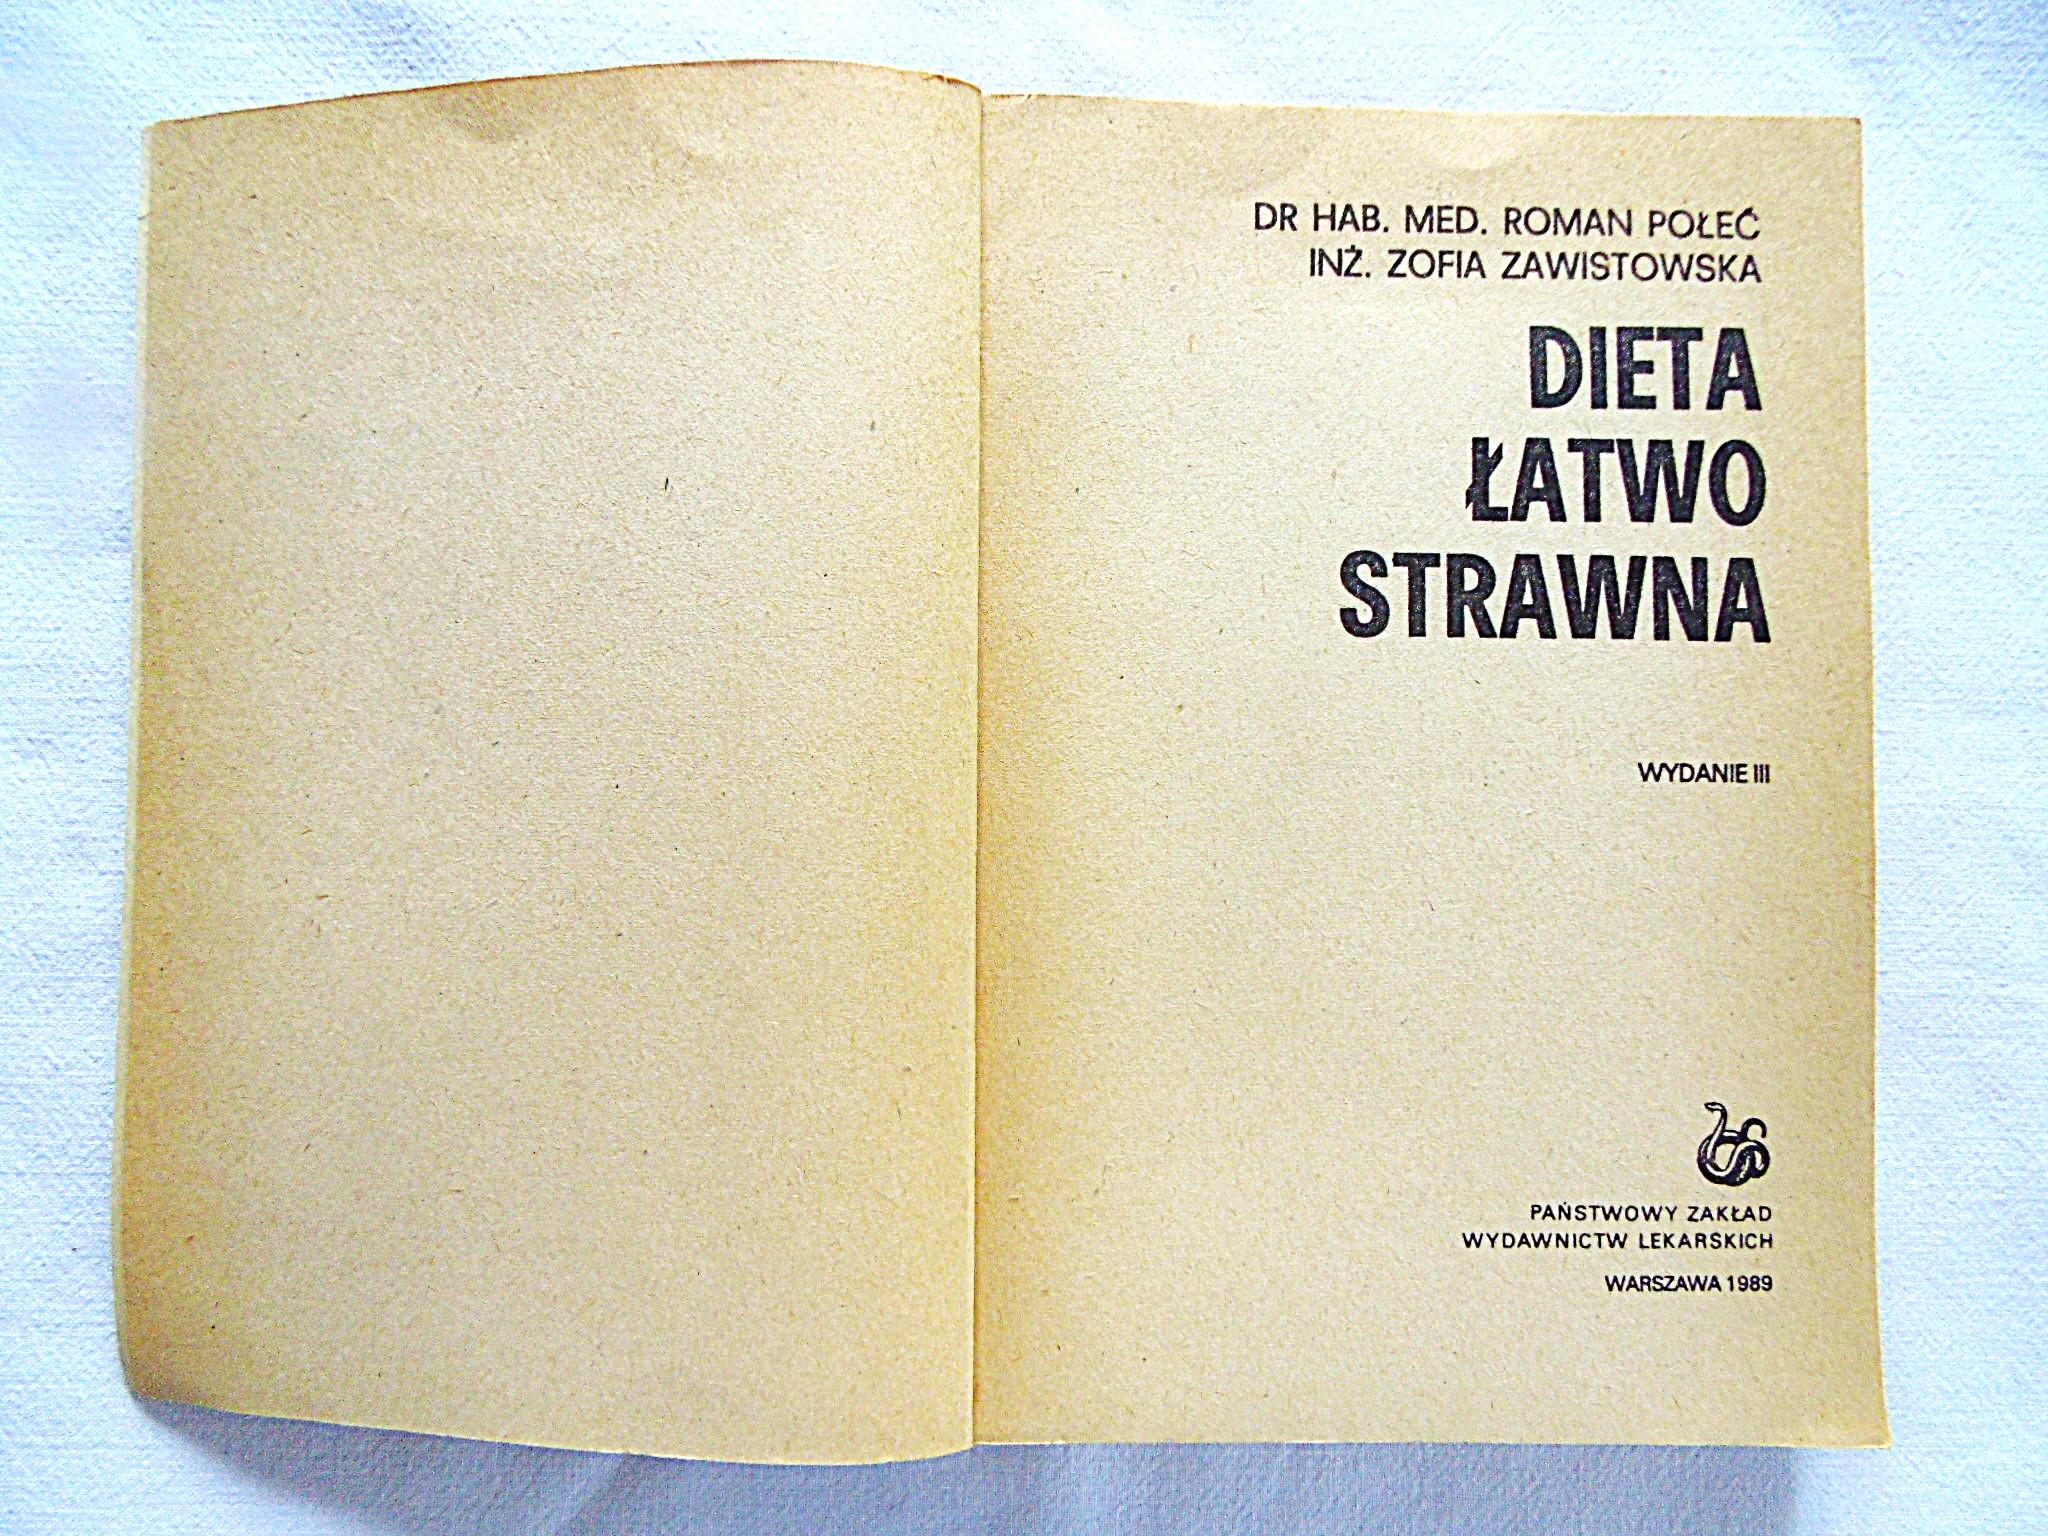 DR HAB. MED. ROMAN POŁEĆ
INŻ. ZOFIA ZAWISTOWSKA
DIETA
ŁATWO
STRAWNA
WYDANIE III
PAŃSTWOWY ZAKŁAD
WYDAWNICTW LEKARSKICH
WARSZAWA 1989